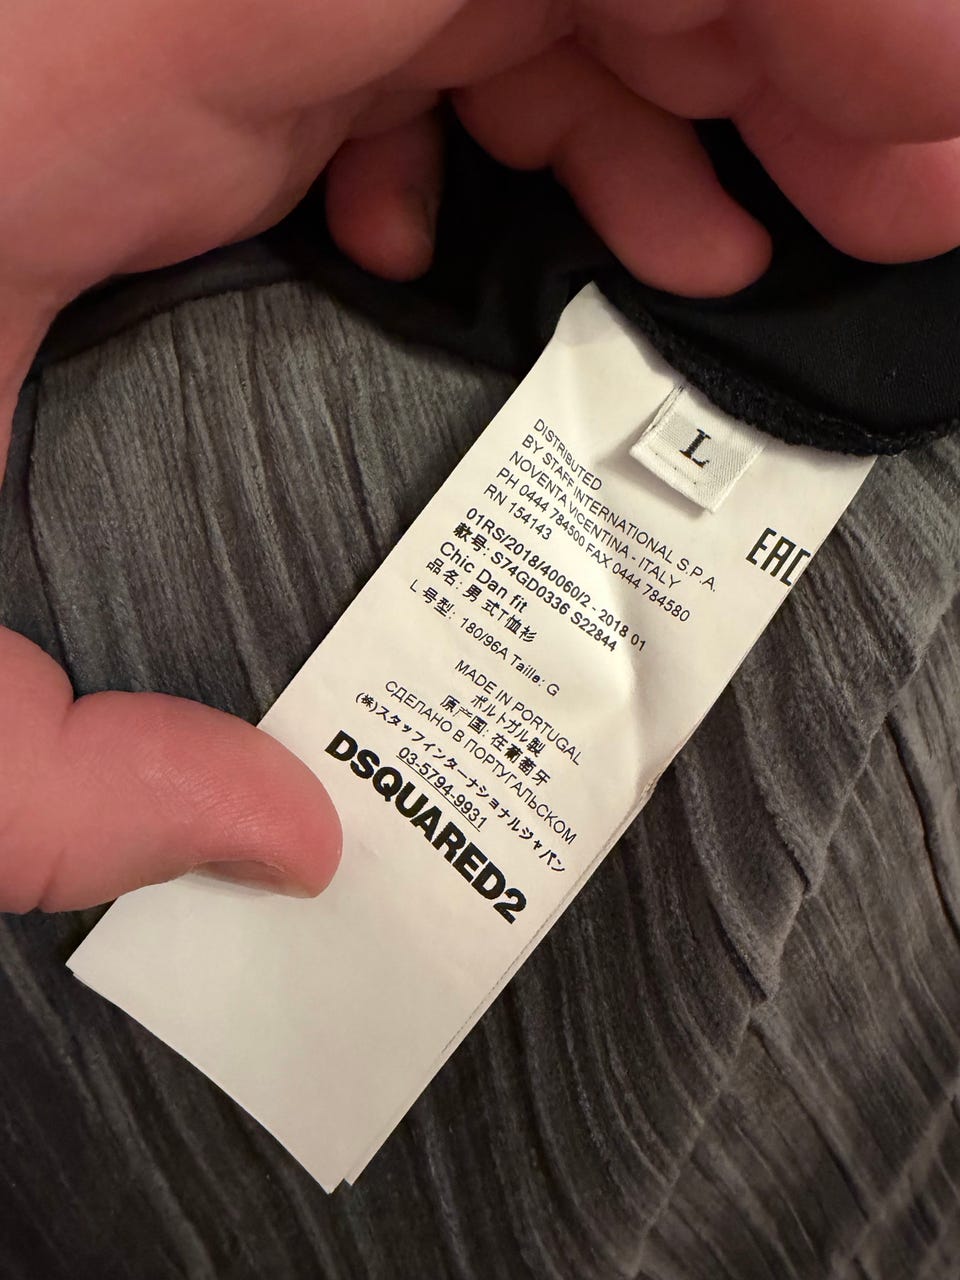 L
EAC
DISTRIBUTED
BY STAFF INTERNATIONAL S.P.A.
NOVENTA VICENTINA - ITALY
PH 0444 784500 FAX 0444 784580
RN 154143
01RS/2018/40060/2 - 2018 01
款号: S74GD0336 S22844
Chic Dan fit
品名: 男式T恤衫
L 号型: 180/96A Taille: G
MADE IN PORTUGAL
ポルトガル製
原产国: 在葡萄牙
СДЕЛАНО В ПОРТУГАЛЬСКОМ
(株)スタッフインターナショナルジャパン
03-5794-9931
DSQUARED2